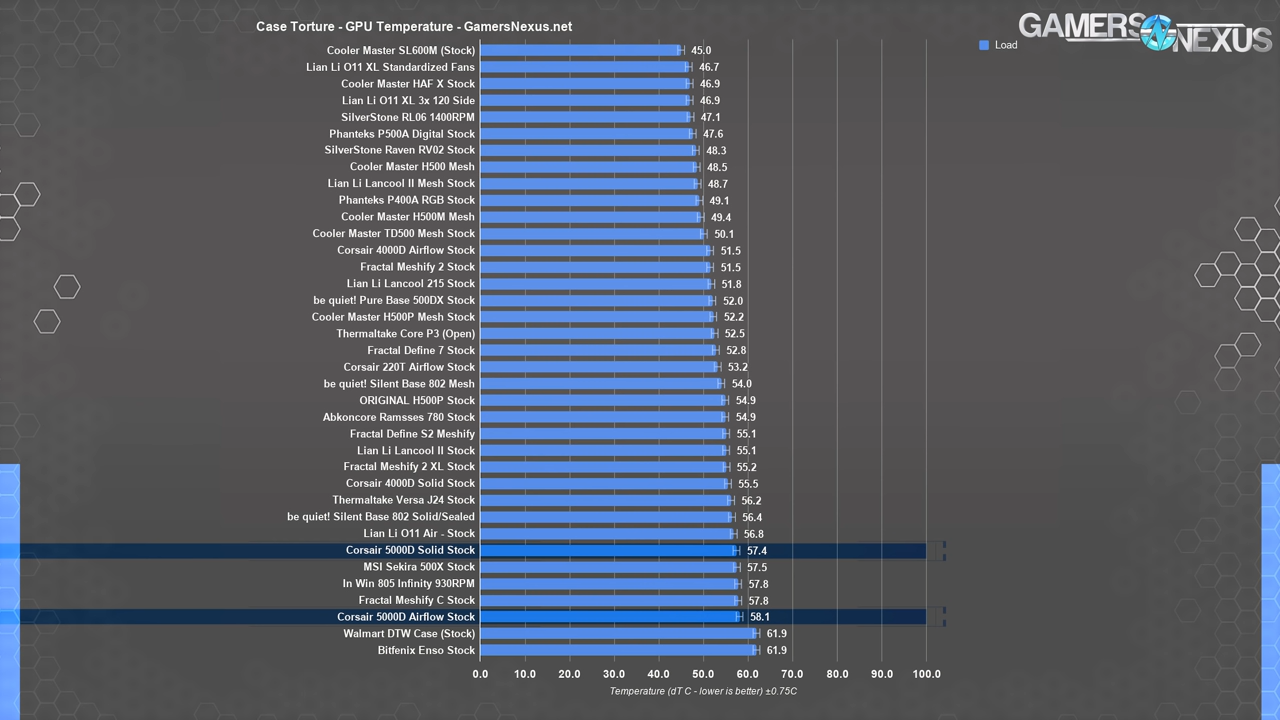 Case Torture - GPU Temperature - GamersNexus.net
GAMERS NEXUS
Load
Cooler Master SL600M (Stock) 45.0
Lian Li O11 XL Standardized Fans 46.7
Cooler Master HAF X Stock 46.9
Lian Li O11 XL 3x 120 Side 46.9
SilverStone RL06 1400RPM 47.1
Phanteks P500A Digital Stock 47.6
SilverStone Raven RV02 Stock 48.3
Cooler Master H500 Mesh 48.5
Lian Li Lancool II Mesh Stock 48.7
Phanteks P400A RGB Stock 49.1
Cooler Master H500M Mesh 49.4
Cooler Master TD500 Mesh Stock 50.1
Corsair 4000D Airflow Stock 51.5
Fractal Meshify 2 Stock 51.5
Lian Li Lancool 215 Stock 51.8
be quiet! Pure Base 500DX Stock 52.0
Cooler Master H500P Mesh Stock 52.2
Thermaltake Core P3 (Open) 52.5
Fractal Define 7 Stock 52.8
Corsair 220T Airflow Stock 53.2
be quiet! Silent Base 802 Mesh 54.0
ORIGINAL H500P Stock 54.9
Abkoncore Ramsses 780 Stock 54.9
Fractal Define S2 Meshify 55.1
Lian Li Lancool II Stock 55.1
Fractal Meshify 2 XL Stock 55.2
Corsair 4000D Solid Stock 55.5
Thermaltake Versa J24 Stock 56.2
be quiet! Silent Base 802 Solid/Sealed 56.4
Lian Li O11 Air - Stock 56.8
Corsair 5000D Solid Stock 57.4
MSI Sekira 500X Stock 57.5
In Win 805 Infinity 930RPM 57.8
Fractal Meshify C Stock 57.8
Corsair 5000D Airflow Stock 58.1
Walmart DTW Case (Stock) 61.9
Bitfenix Enso Stock 61.9
0.0 10.0 20.0 30.0 40.0 50.0 60.0 70.0 80.0 90.0 100.0
Temperature (dT C - lower is better) ±0.75C